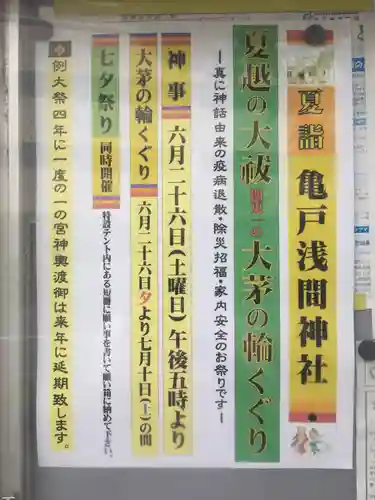 夏詣
亀戸浅間神社
夏越の大祓
大茅の輪くぐり
ー真に神話由来の疫病退散・除災招福・家内安全のお祭りですー
神事
六月二十六日(土曜日)午後五時より
大茅の輪くぐり
六月二十六日夕より七月十日(土)の間
七夕祭り
同時開催
特設テント内にある短冊に願い事を書いて願い箱に納めて下さい。
例大祭四年に一度の一の宮神輿渡御は来年に延期致します。